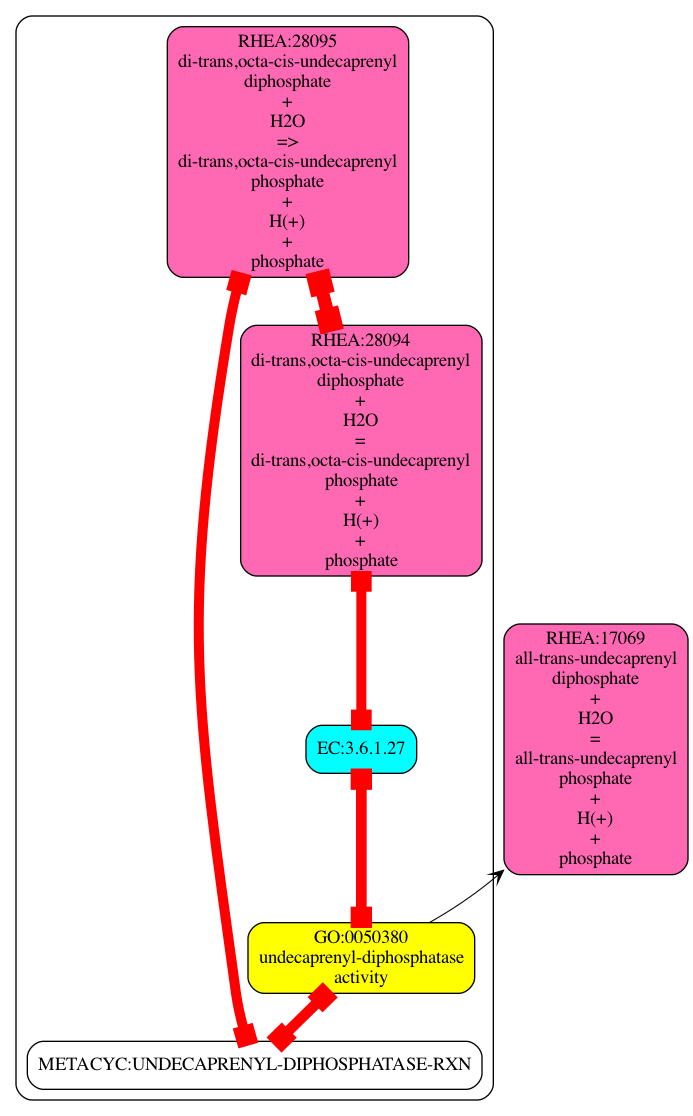 RHEA:28095
di-trans,octa-cis-undecaprenyl
diphosphate
+
H2O
=>
di-trans,octa-cis-undecaprenyl
phosphate
+
H(+)
+
phosphate
RHEA:28094
di-trans,octa-cis-undecaprenyl
diphosphate
+
H2O
=
di-trans,octa-cis-undecaprenyl
phosphate
+
H(+)
+
phosphate
RHEA:17069
all-trans-undecaprenyl
diphosphate
+
H2O
=
all-trans-undecaprenyl
phosphate
+
H(+)
+
phosphate
EC:3.6.1.27
GO:0050380
undecaprenyl-diphosphatase
activity
METACYC:UNDECAPRENYL-DIPHOSPHATASE-RXN